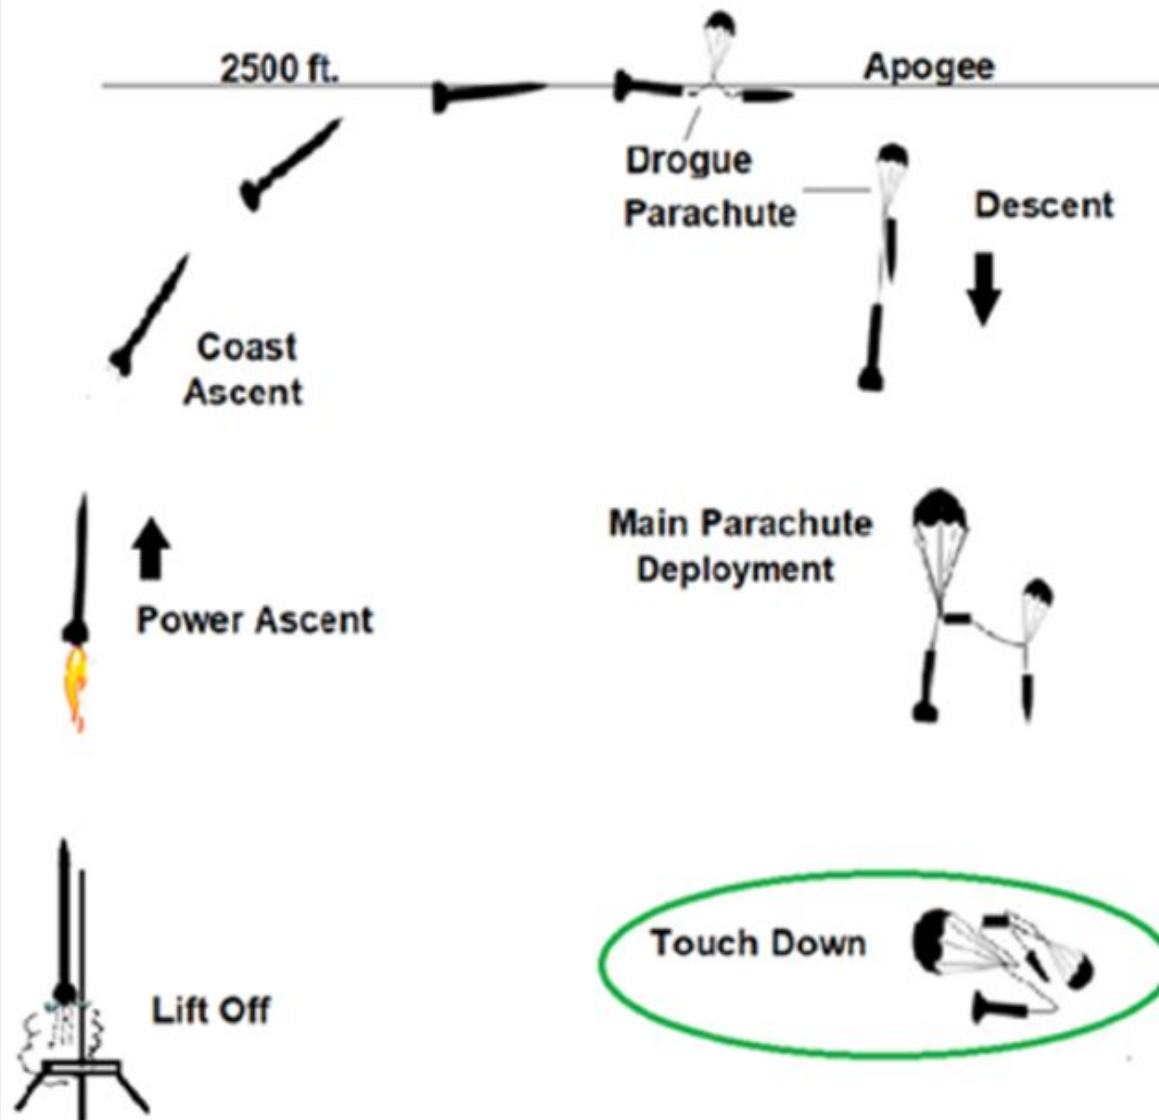 2500 ft.
Apogee
Drogue
Parachute
Descent
Coast
Ascent
Main Parachute
Deployment
Power Ascent
Touch Down
Lift Off